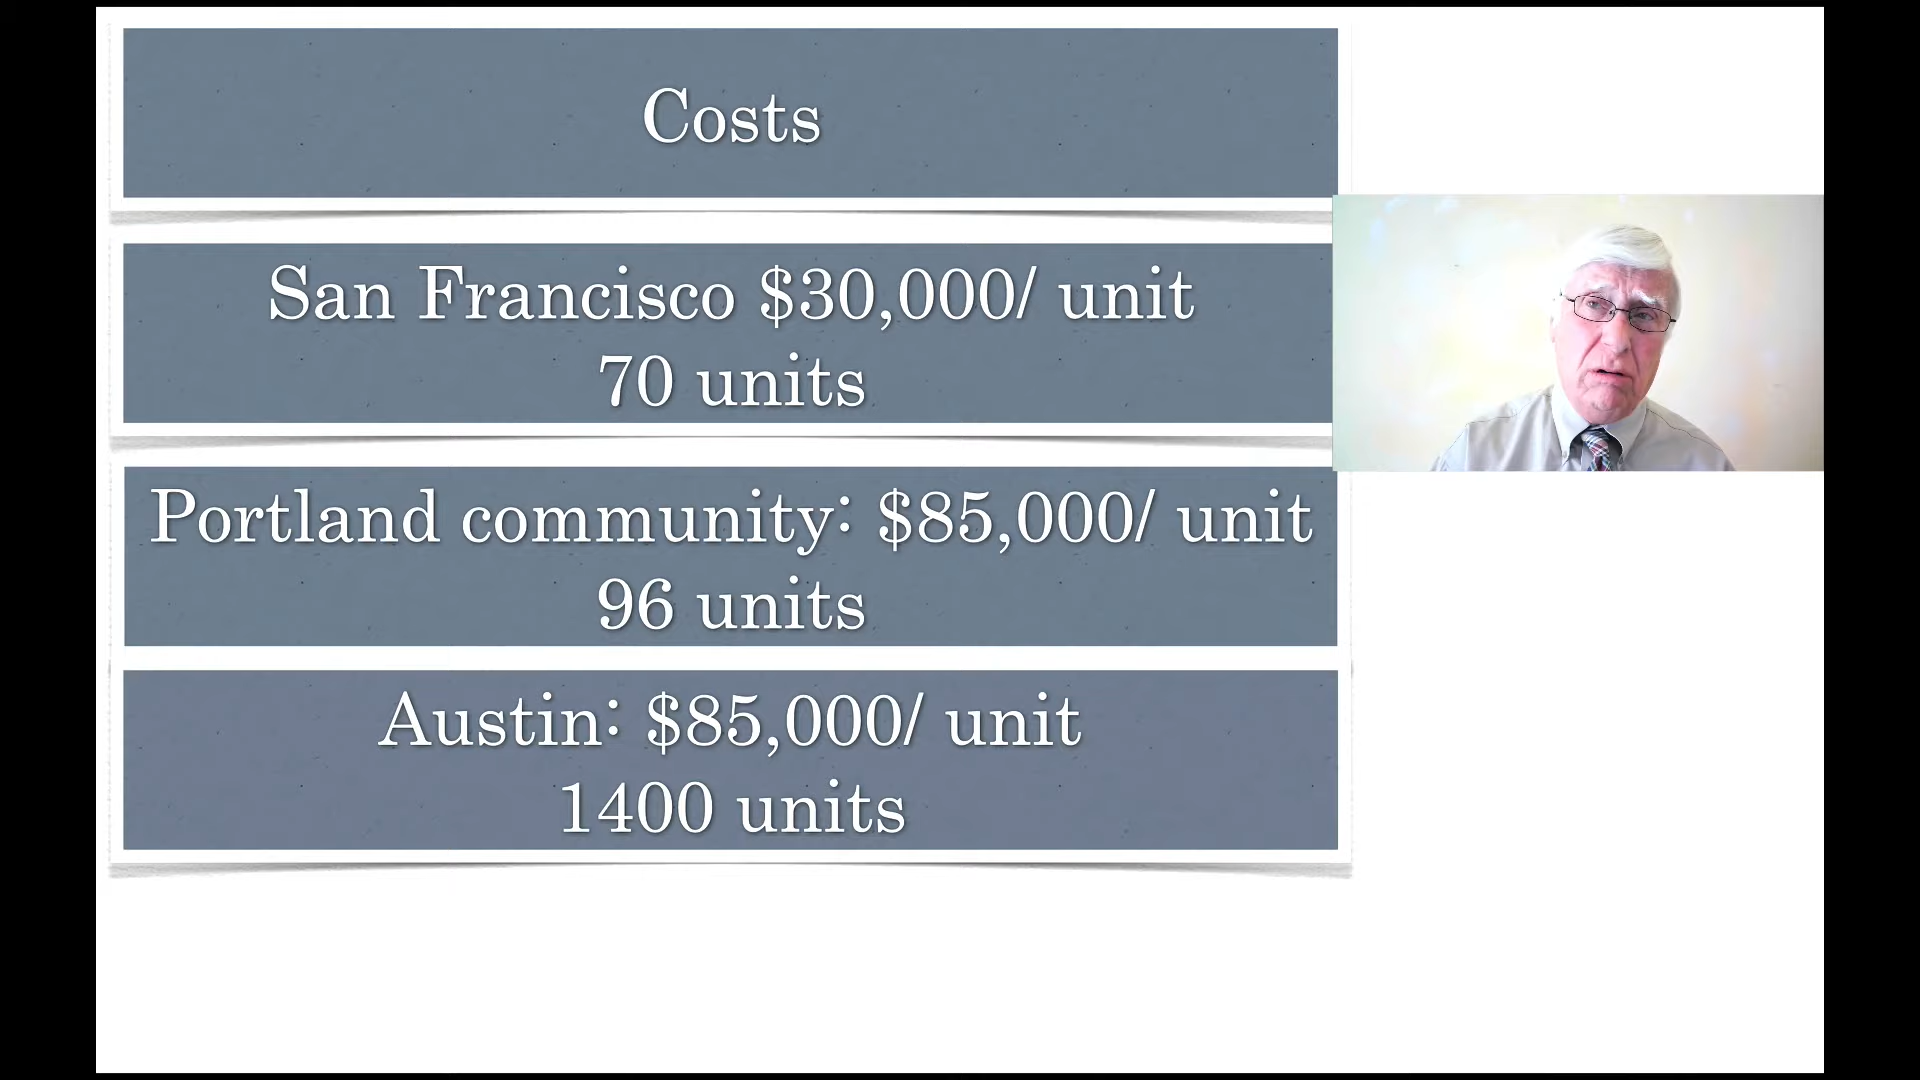 Costs
San Francisco $30,000/ unit
70 units
Portland community: $85,000/ unit
96 units
Austin: $85,000/ unit
1400 units